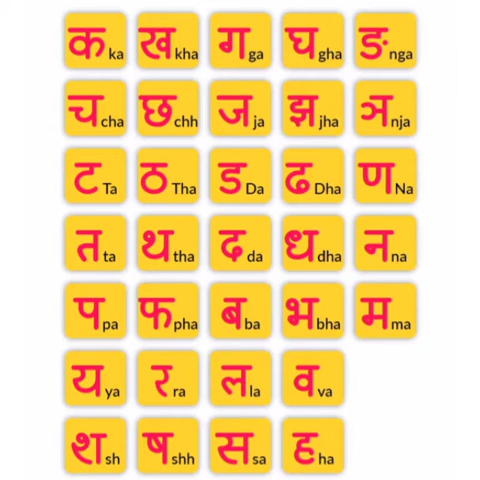 क ka ख kha ग ga घ gha ङ nga
च cha छ chh ज ja झ jha ञ nja
ट Ta ठ Tha ड Da ढ Dha ण Na
त ta थ tha द da ध dha न na
प pa फ pha ब ba भ bha म ma
य ya र ra ल la व va
श sh ष shh स sa ह ha